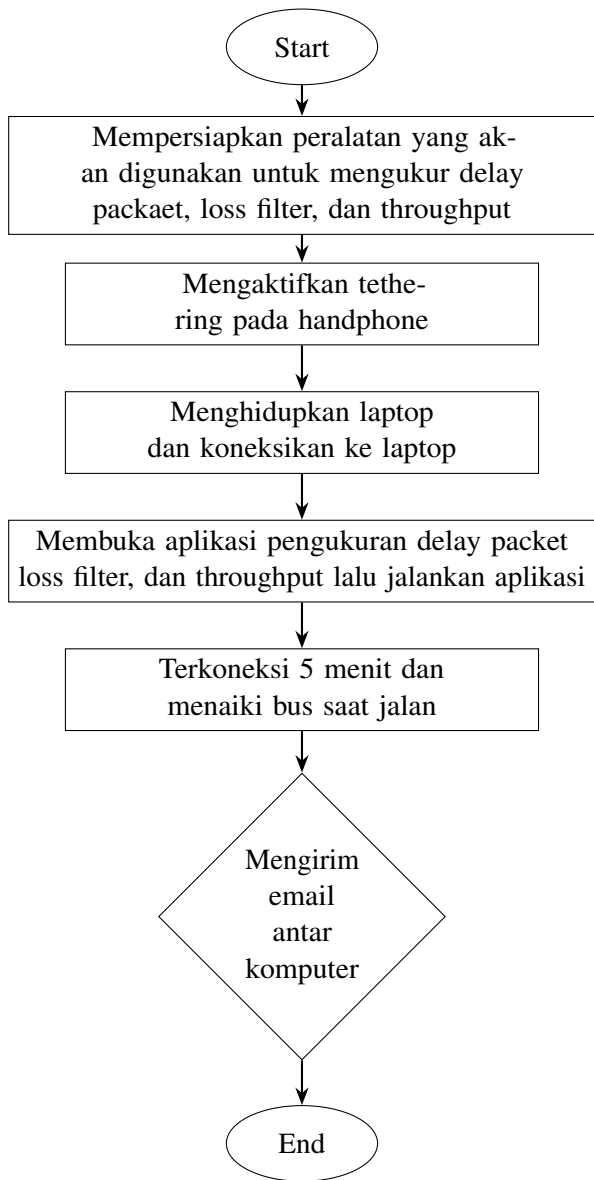 Start
Mempersiapkan peralatan yang ak-
an digunakan untuk mengukur delay
packaet, loss filter, dan throughput
Mengaktifkan tethe-
ring pada handphone
Menghidupkan laptop
dan koneksikan ke laptop
Membuka aplikasi pengukuran delay packet
loss filter, dan throughput lalu jalankan aplikasi
Terkoneksi 5 menit dan
menaiki bus saat jalan
Mengirim
email
antar
komputer
End